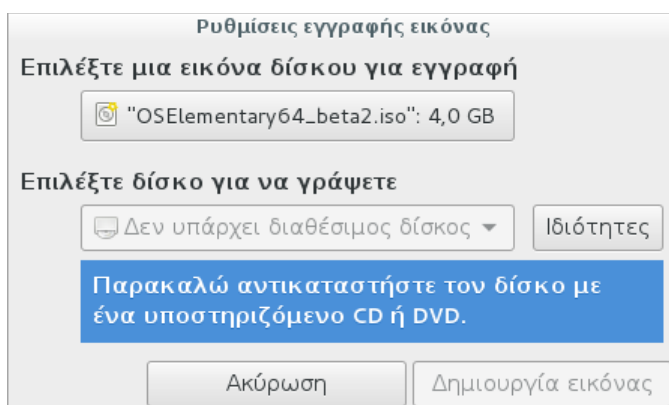 Ρυθμίσεις εγγραφής εικόνας
Επιλέξτε μια εικόνα δίσκου για εγγραφή
"OSElementary64_beta2.iso": 4,0 GB
Επιλέξτε δίσκο για να γράψετε
Δεν υπάρχει διαθέσιμος δίσκος Ιδιότητες
Παρακαλώ αντικαταστήστε τον δίσκο με
ένα υποστηριζόμενο CD ή DVD.
Ακύρωση Δημιουργία εικόνας